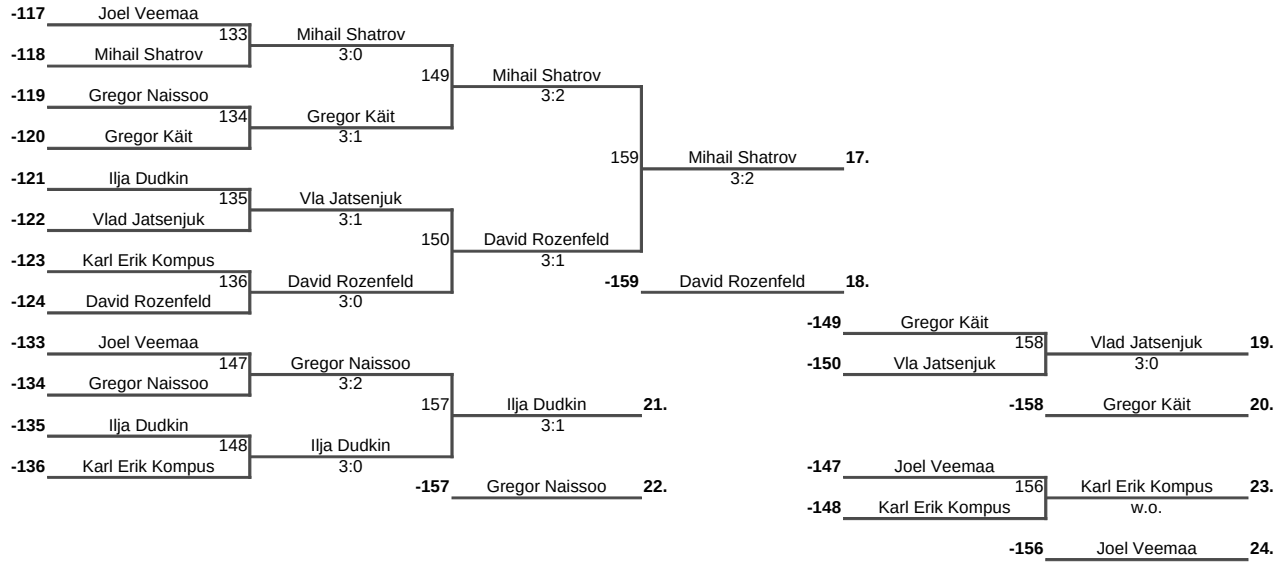 -117 Joel Veemaa
133 Mihail Shatrov
-118 Mihail Shatrov 3:0
149 Mihail Shatrov
-119 Gregor Naissoo 3:2
134 Gregor Käit
-120 Gregor Käit 3:1
159 Mihail Shatrov 17.
-121 Ilja Dudkin 3:2
135 Vla Jatsenjuk
-122 Vlad Jatsenjuk 3:1
150 David Rozenfeld
-123 Karl Erik Kompus 3:1
136 David Rozenfeld -159 David Rozenfeld 18.
-124 David Rozenfeld 3:0
-149 Gregor Käit
-133 Joel Veemaa 158 Vlad Jatsenjuk 19.
147 Gregor Naissoo -150 Vla Jatsenjuk 3:0
-134 Gregor Naissoo 3:2
157 Ilja Dudkin 21. -158 Gregor Käit 20.
-135 Ilja Dudkin 3:1
148 Ilja Dudkin
-136 Karl Erik Kompus 3:0 -147 Joel Veemaa
-157 Gregor Naissoo 22. 156 Karl Erik Kompus 23.
-148 Karl Erik Kompus w.o.
-156 Joel Veemaa 24.